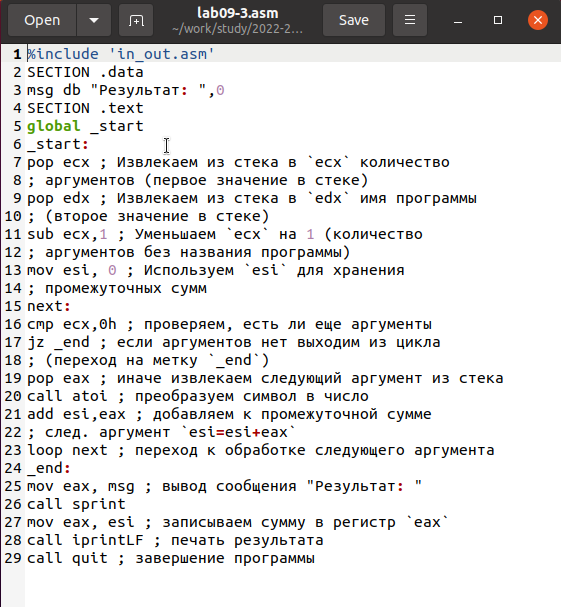 Open
lab09-3.asm
~/work/study/2022-2...
Save
1 %include 'in_out.asm'
2 SECTION .data
3 msg db "Результат: ",0
4 SECTION .text
5 global _start
6 _start:
7 pop ecx ; Извлекаем из стека в `ecx` количество
8 ; аргументов (первое значение в стеке)
9 pop edx ; Извлекаем из стека в `edx` имя программы
10 ; (второе значение в стеке)
11 sub ecx,1 ; Уменьшаем `ecx` на 1 (количество
12 ; аргументов без названия программы)
13 mov esi, 0 ; Используем `esi` для хранения
14 ; промежуточных сумм
15 next:
16 cmp ecx,0h ; проверяем, есть ли еще аргументы
17 jz _end ; если аргументов нет выходим из цикла
18 ; (переход на метку `_end`)
19 pop eax ; иначе извлекаем следующий аргумент из стека
20 call atoi ; преобразуем символ в число
21 add esi,eax ; добавляем к промежуточной сумме
22 ; след. аргумент `esi=esi+eax`
23 loop next ; переход к обработке следующего аргумента
24 _end:
25 mov eax, msg ; вывод сообщения "Результат: "
26 call sprint
27 mov eax, esi ; записываем сумму в регистр `eax`
28 call iprintLF ; печать результата
29 call quit ; завершение программы